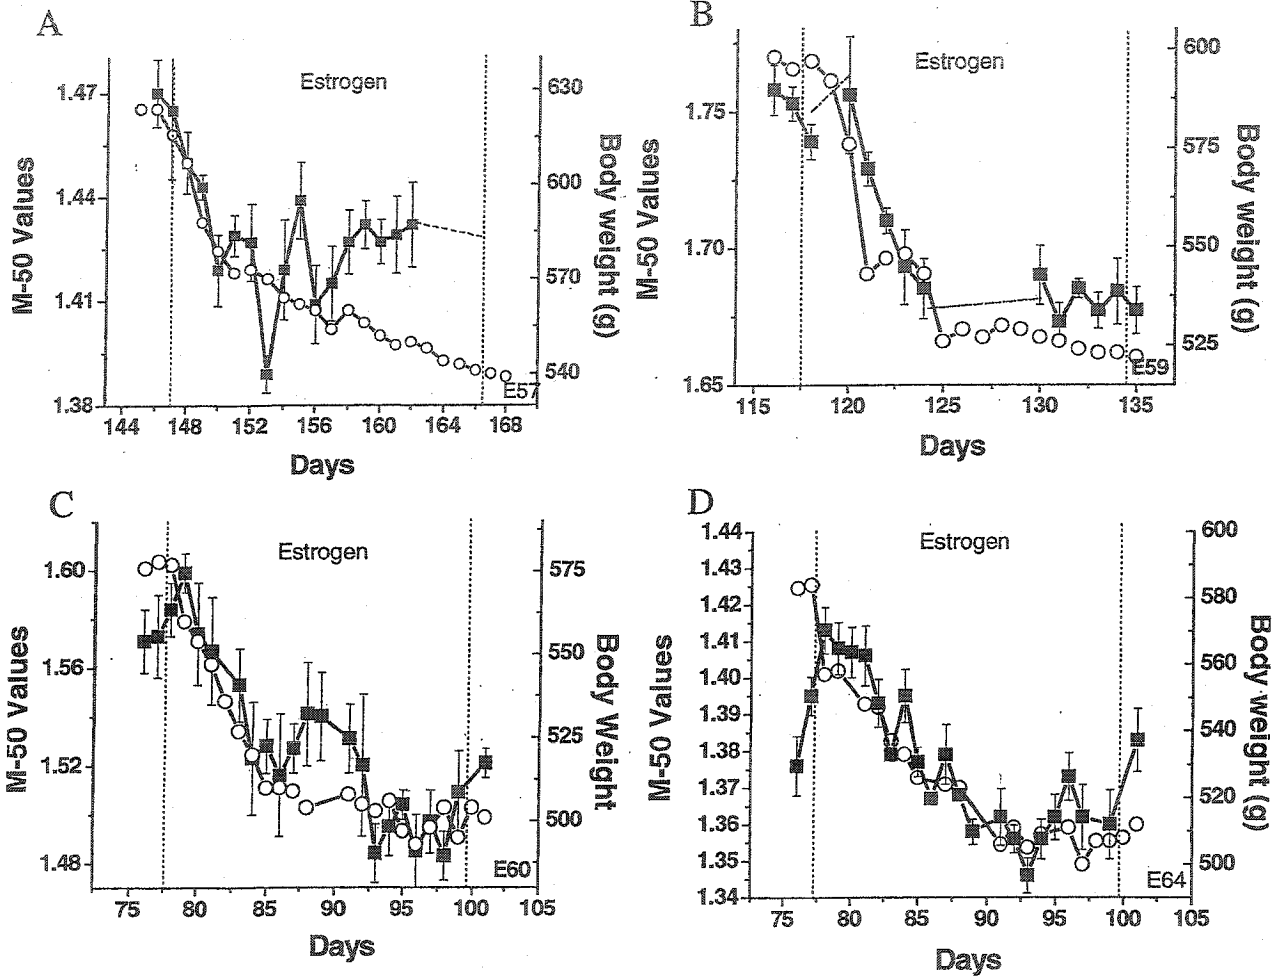 A
Estrogen
1.47
1.44
1.41
1.38
M-50 Values
630
600
570
540
Body weight (g)
E57
144 148 152 156 160 164 168
Days
B
Estrogen
1.75
1.70
1.65
M-50 Values
600
575
550
525
Body weight (g)
E59
115 120 125 130 135
Days
C
Estrogen
1.60
1.56
1.52
1.48
M-50 Values
575
550
525
500
Body Weight
E60
75 80 85 90 95 100 105
Days
D
Estrogen
1.44
1.43
1.42
1.41
1.40
1.39
1.38
1.37
1.36
1.35
1.34
M-50 Values
600
580
560
540
520
500
Body weight (g)
E64
75 80 85 90 95 100 105
Days